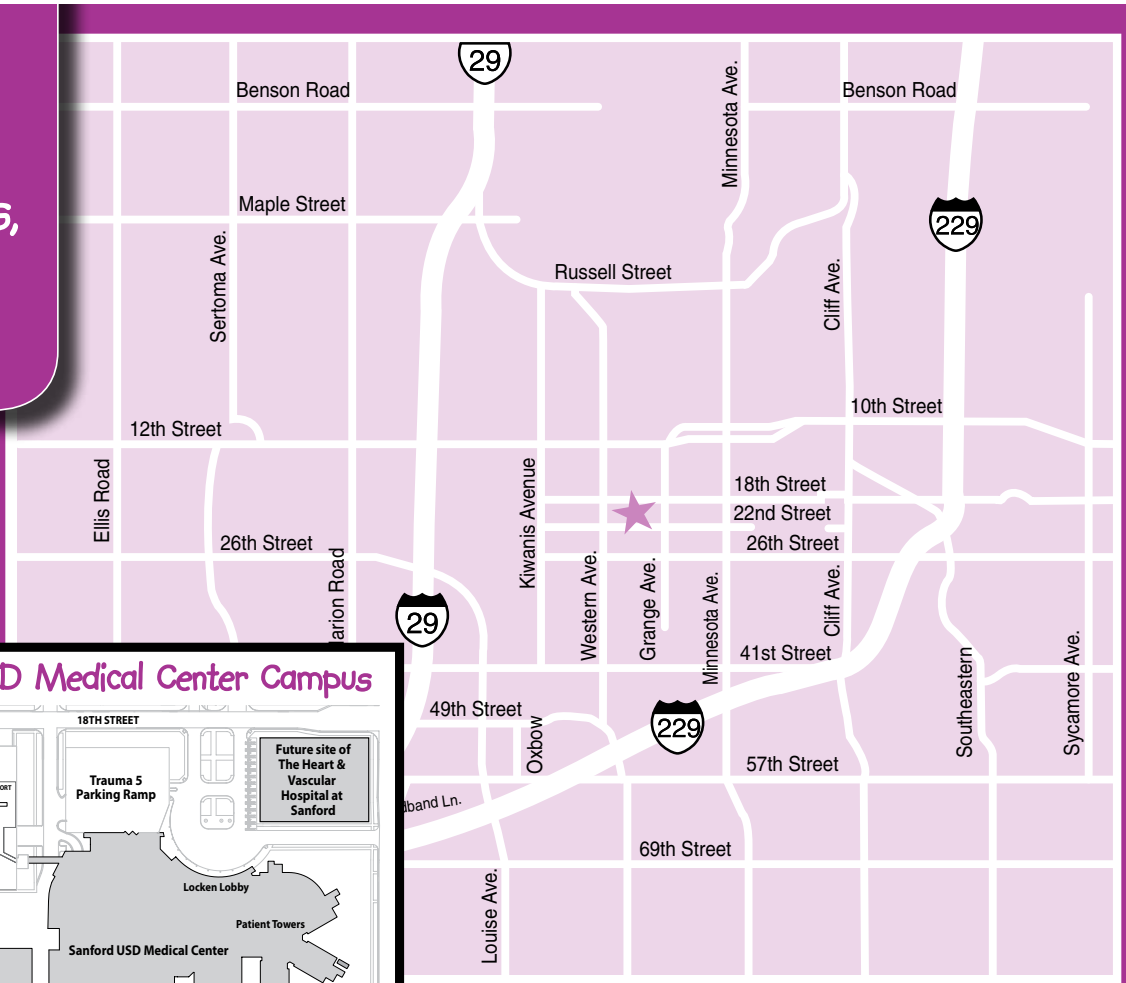 29
Benson Road
Minnesota Ave.
Benson Road
Maple Street
229
Sertoma Ave.
Russell Street
Cliff Ave.
10th Street
12th Street
Ellis Road
Kiwanis Avenue
18th Street
22nd Street
26th Street
26th Street
Western Ave.
Grange Ave.
Minnesota Ave.
Cliff Ave.
29
41st Street
Southeastern
Sycamore Ave.
Medical Center Campus
49th Street
Oxbow
229
18TH STREET
Future site of
The Heart &
Vascular
Hospital at
Sanford
Trauma 5
Parking Ramp
57th Street
Ln.
69th Street
Louise Ave.
Locken Lobby
Patient Towers
Sanford USD Medical Center